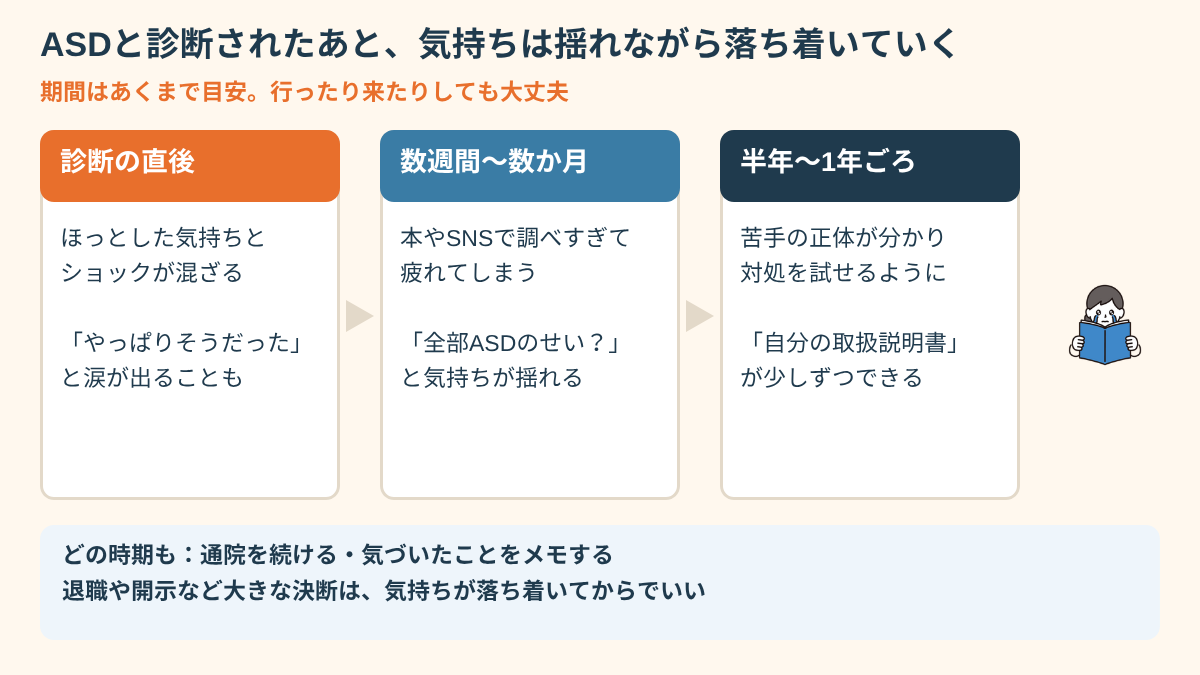 ASDと診断されたあと、気持ちは揺れながら落ち着いていく
期間はあくまで目安。行ったり来たりしても大丈夫
診断の直後
ほっとした気持ちと
ショックが混ざる
「やっぱりそうだった」
と涙が出ることも
数週間〜数か月
本やSNSで調べすぎて
疲れてしまう
「全部ASDのせい？」
と気持ちが揺れる
半年〜1年ごろ
苦手の正体が分かり
対処を試せるように
「自分の取扱説明書」
が少しずつできる
どの時期も：通院を続ける・気づいたことをメモする
退職や開示など大きな決断は、気持ちが落ち着いてからでいい